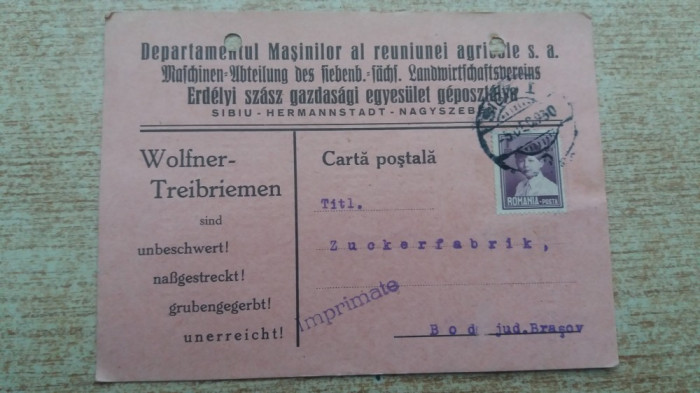 Departamentul Maşinilor al reuniunei agricole s. a.
Maschinen-Abteilung des siebenb.-sächs. Landwirtschaftsvereins
Erdélyi szász gazdasági egyesület géposztálya
SIBIU - HERMANNSTADT - NAGYSZEBEN
Wolfner-
Treibriemen
sind
unbeschwert!
naßgestreckt!
grubengegerbt!
unerreicht!
Cartă poştală
ROMANIA-POSTA
Titl.
Zuckerfabrik,
Imprimate
Bod jud.Braşov